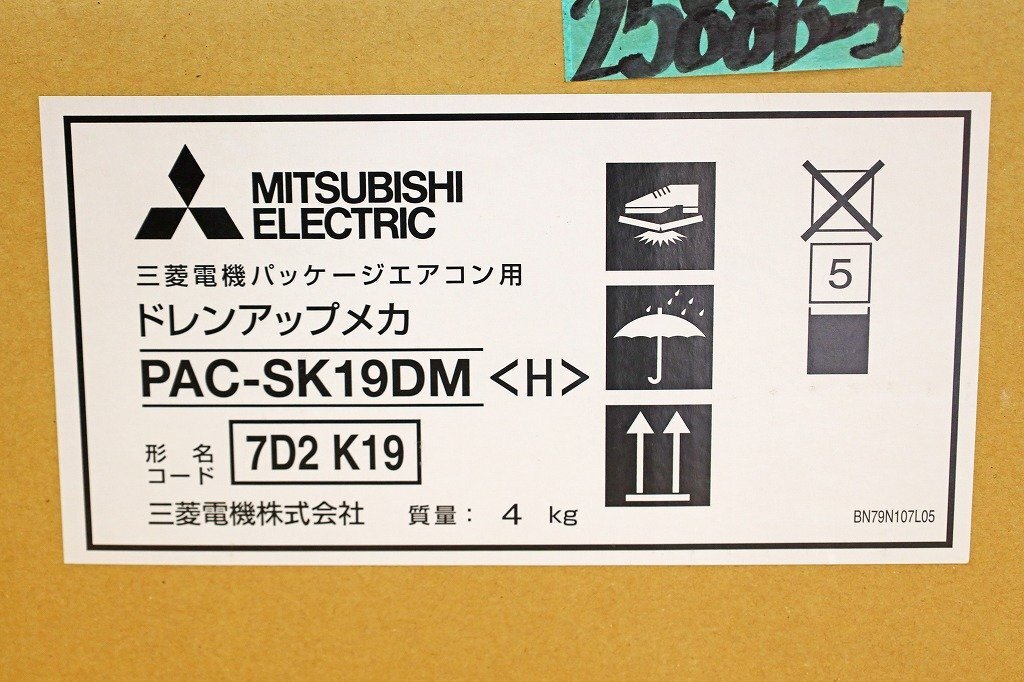 2588B-5
MITSUBISHI
ELECTRIC
三菱電機パッケージエアコン用
ドレンアップメカ
PAC-SK19DM <H>
形 名
コード
7D2 K19
三菱電機株式会社 質量: 4 kg
5
BN79N107L05